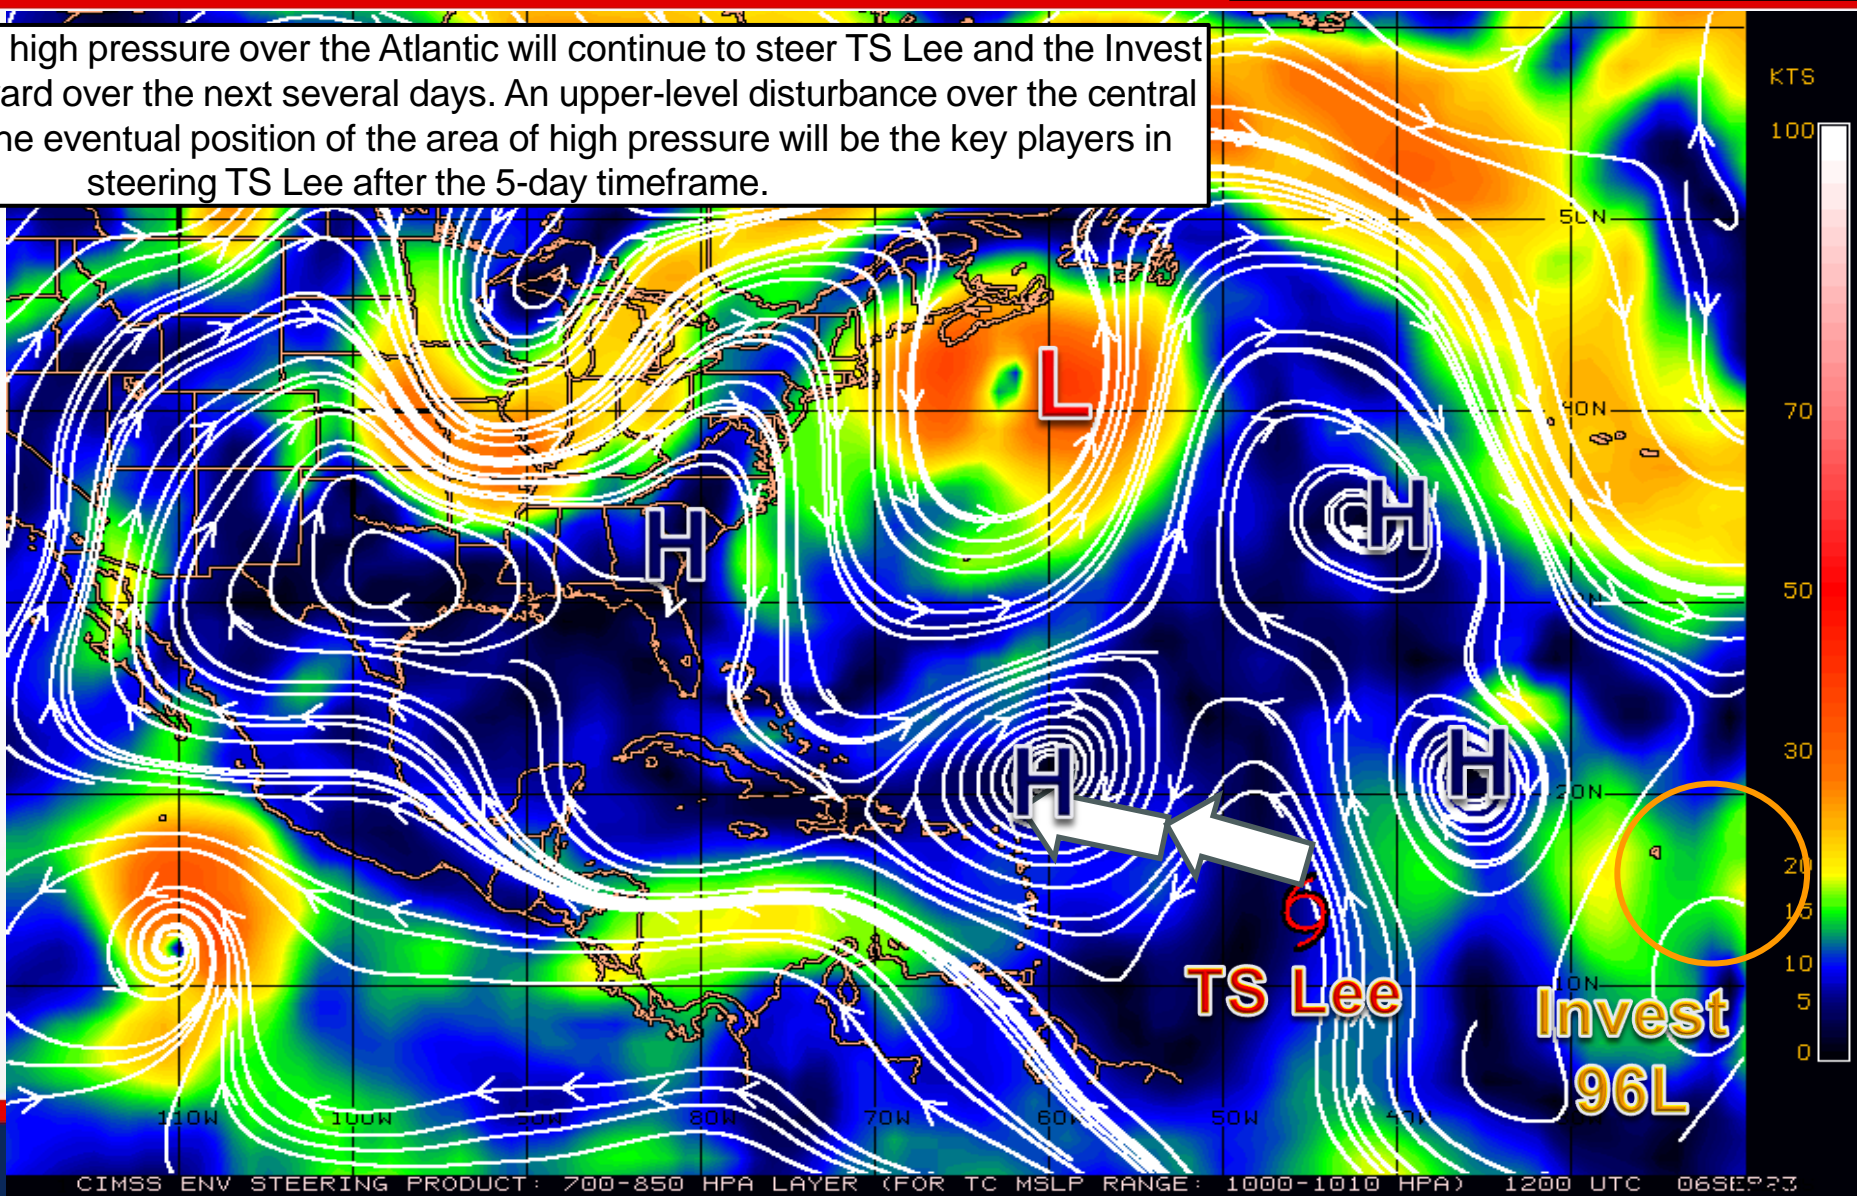 high pressure over the Atlantic will continue to steer TS Lee and the Invest
ard over the next several days. An upper-level disturbance over the central
he eventual position of the area of high pressure will be the key players in
steering TS Lee after the 5-day timeframe.
KTS
100
50N
L
70
40N
H
H
50
30
H
H
20N
20
15
TS Lee
10
10N
Invest
5
0
96L
110W 100W 90W 80W 70W 60W 50W 40W
CIMSS ENV STEERING PRODUCT: 700-850 HPA LAYER (FOR TC MSLP RANGE: 1000-1010 HPA) 1200 UTC 06SEP23